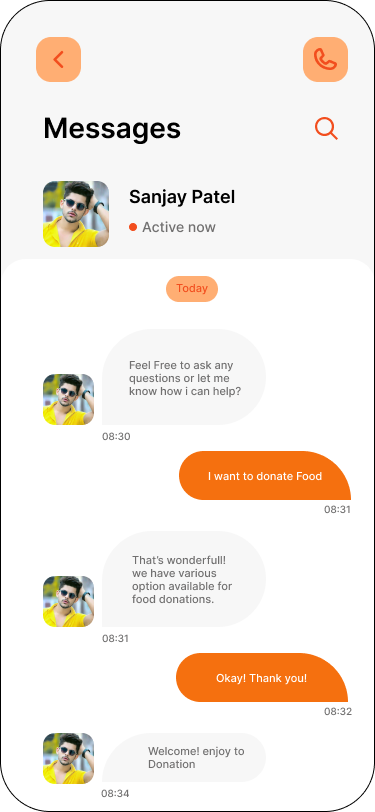 Messages
Sanjay Patel
Active now
Today
Feel Free to ask any
questions or let me
know how i can help?
08:30
I want to donate Food
08:31
That's wonderfull!
we have various
option available for
food donations.
08:31
Okay! Thank you!
08:32
Welcome! enjoy to
Donation
08:34